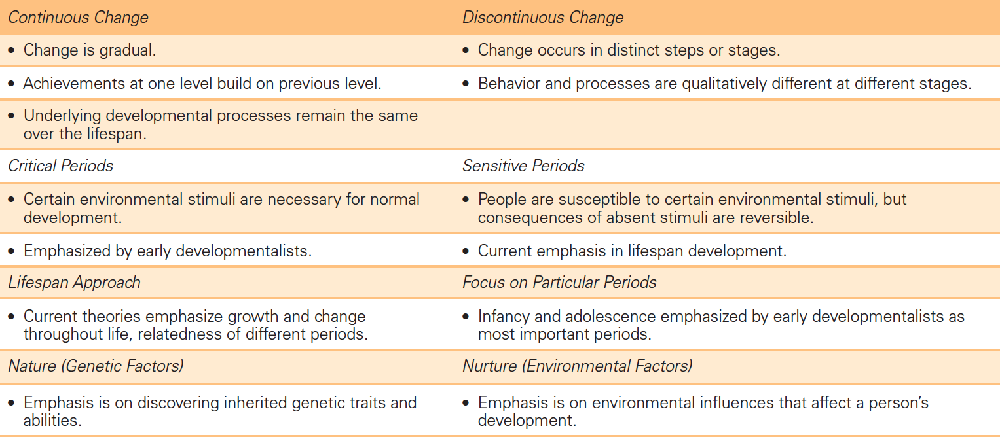 Continuous Change
Discontinuous Change
• Change is gradual.
• Change occurs in distinct steps or stages.
• Achievements at one level build on previous level.
• Behavior and processes are qualitatively different at different stages.
• Underlying developmental processes remain the same
over the lifespan.
Critical Periods
Sensitive Periods
• Certain environmental stimuli are necessary for normal
development.
• People are susceptible to certain environmental stimuli, but
consequences of absent stimuli are reversible.
• Emphasized by early developmentalists.
• Current emphasis in lifespan development.
Lifespan Approach
Focus on Particular Periods
• Current theories emphasize growth and change
throughout life, relatedness of different periods.
• Infancy and adolescence emphasized by early developmentalists as
most important periods.
Nature (Genetic Factors)
Nurture (Environmental Factors)
• Emphasis is on discovering inherited genetic traits and
abilities.
• Emphasis is on environmental influences that affect a person’s
development.